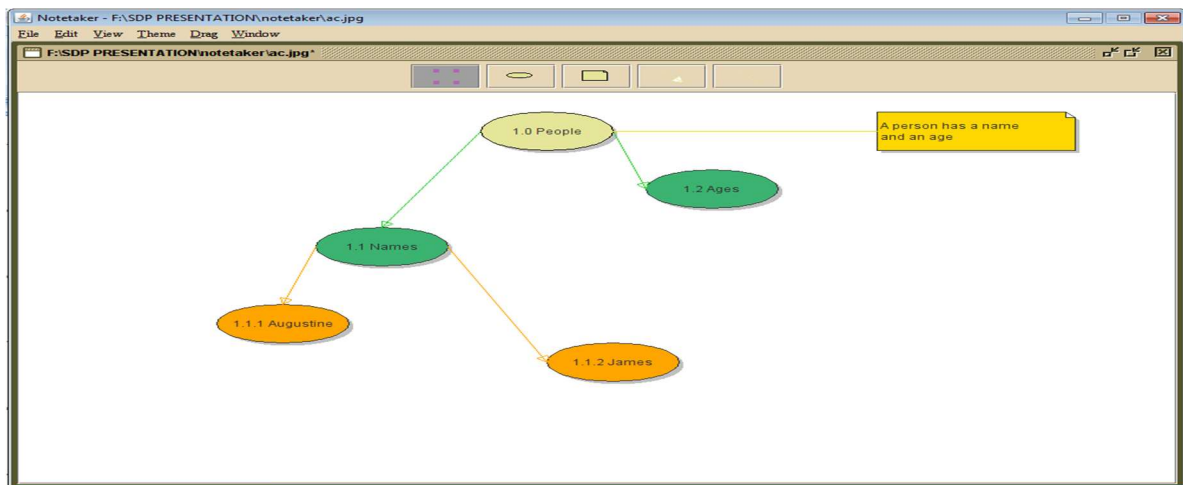 Notetaker - F:\SDP PRESENTATION\notetaker\ac.jpg
File Edit View Theme Drag Window
F:\SDP PRESENTATION\notetaker\ac.jpg*
1.0 People
A person has a name
and an age
1.2 Ages
1.1 Names
1.1.1 Augustine
1.1.2 James